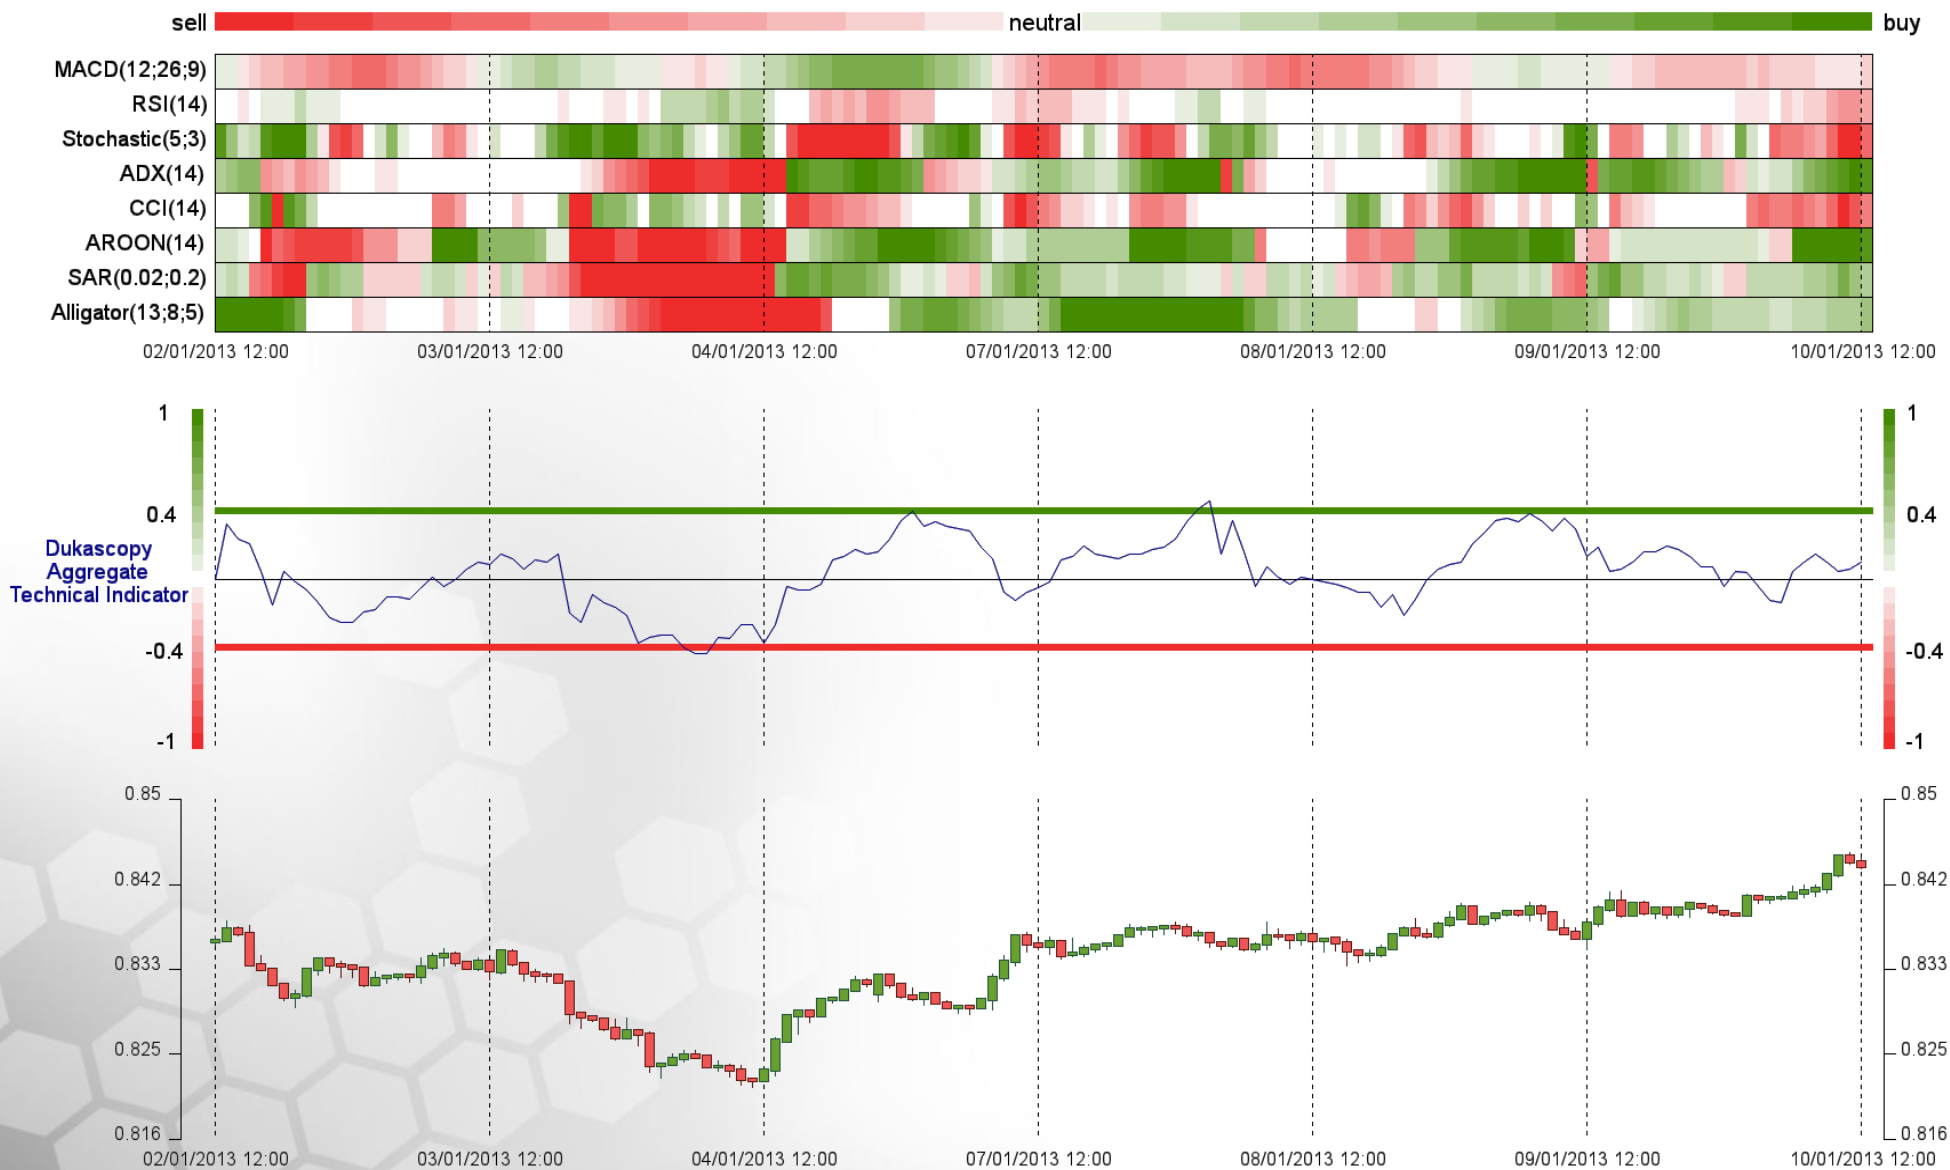 sell neutral buy
MACD(12;26;9)
RSI(14)
Stochastic(5;3)
ADX(14)
CCI(14)
AROON(14)
SAR(0.02;0.2)
Alligator(13;8;5)
02/01/2013 12:00 03/01/2013 12:00 04/01/2013 12:00 07/01/2013 12:00 08/01/2013 12:00 09/01/2013 12:00 10/01/2013 12:00
1 1
0.4 0.4
Dukascopy
Aggregate
Technical Indicator
-0.4 -0.4
-1 -1
0.85 0.85
0.842 0.842
0.833 0.833
0.825 0.825
0.816 0.816
02/01/2013 12:00 03/01/2013 12:00 04/01/2013 12:00 07/01/2013 12:00 08/01/2013 12:00 09/01/2013 12:00 10/01/2013 12:00